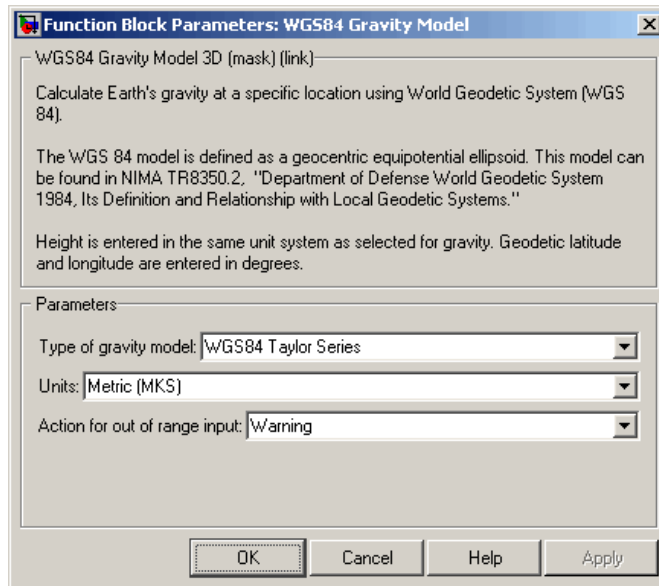 Function Block Parameters: WGS84 Gravity Model
WGS84 Gravity Model 3D (mask) (link)
Calculate Earth's gravity at a specific location using World Geodetic System (WGS
84).
The WGS 84 model is defined as a geocentric equipotential ellipsoid. This model can
be found in NIMA TR8350.2, "Department of Defense World Geodetic System
1984, Its Definition and Relationship with Local Geodetic Systems."
Height is entered in the same unit system as selected for gravity. Geodetic latitude
and longitude are entered in degrees.
Parameters
Type of gravity model: WGS84 Taylor Series
Units: Metric (MKS)
Action for out of range input: Warning
OK Cancel Help Apply